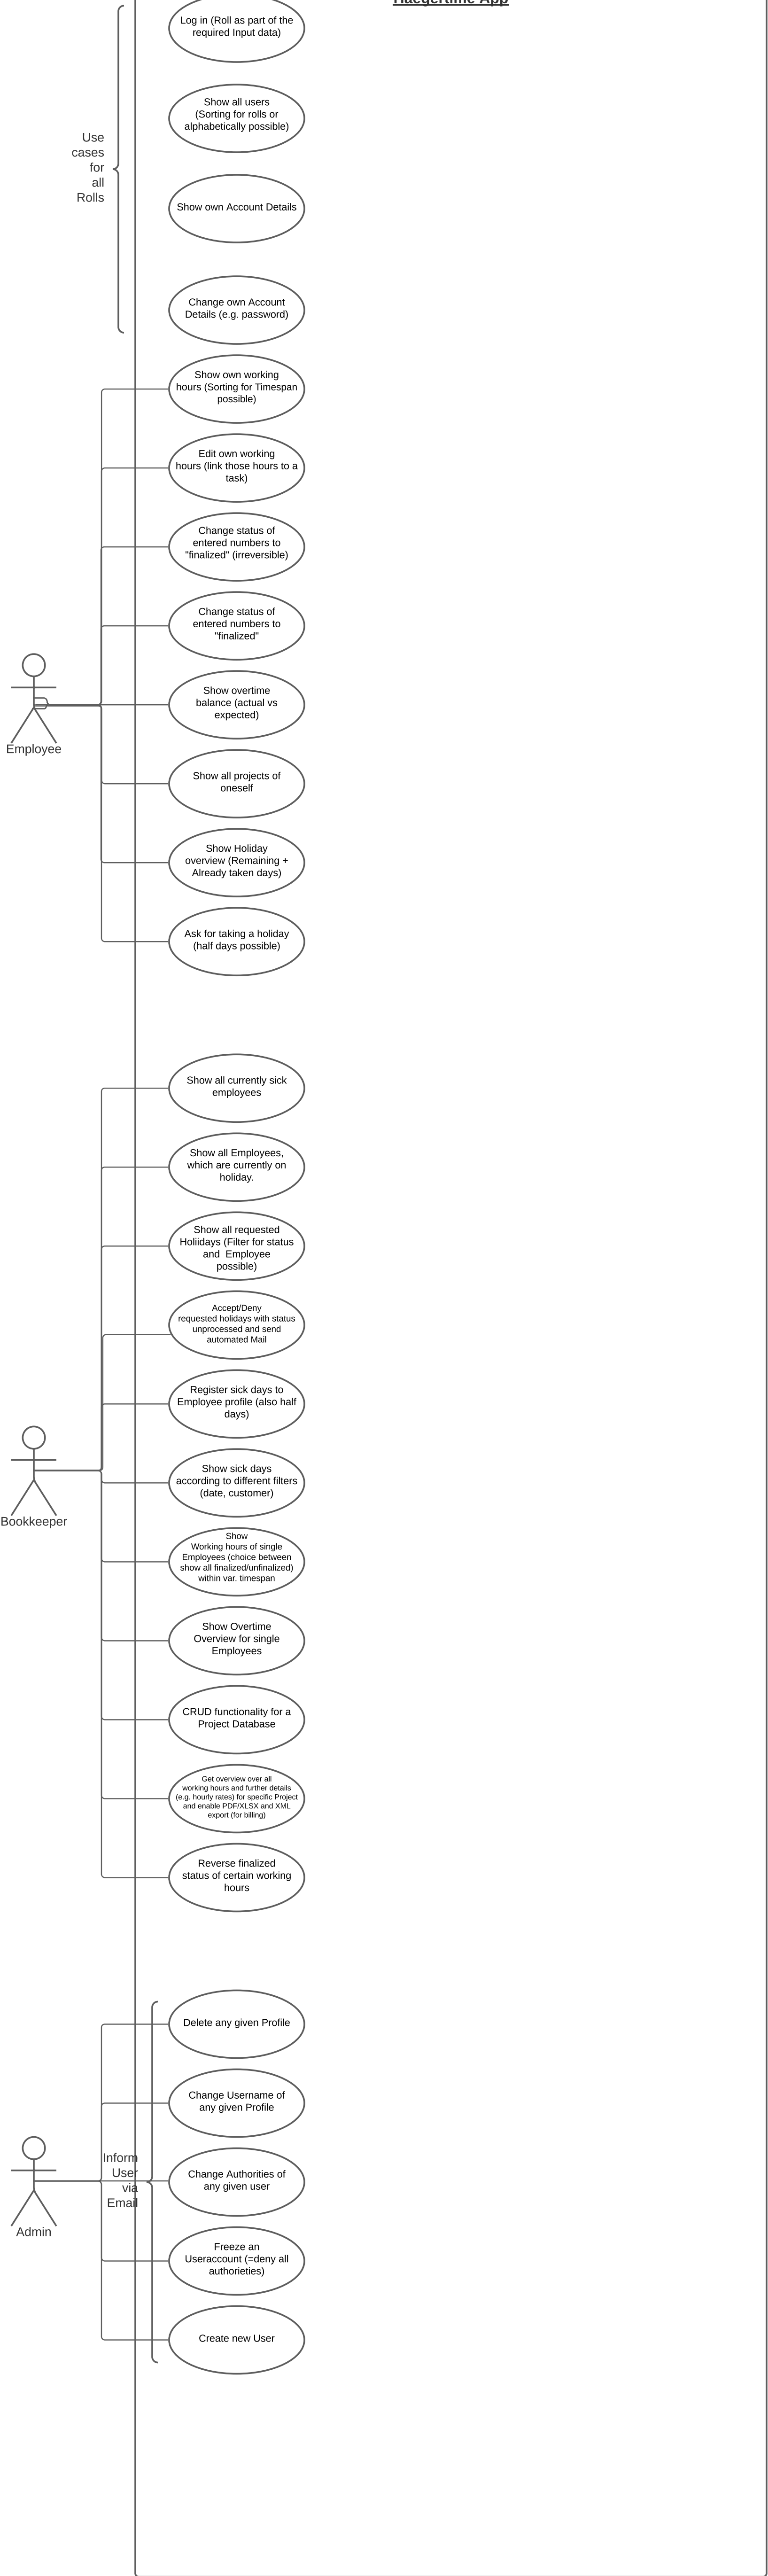 Haegertime App
Log in (Roll as part of the
required Input data)
Show all users
(Sorting for rolls or
alphabetically possible)
Use
cases
for
all
Rolls
Show own Account Details
Change own Account
Details (e.g. password)
Show own working
hours (Sorting for Timespan
possible)
Edit own working
hours (link those hours to a
task)
Change status of
entered numbers to
"finalized" (irreversible)
Change status of
entered numbers to
"finalized"
Show overtime
balance (actual vs
expected)
Employee
Show all projects of
oneself
Show Holiday
overview (Remaining +
Already taken days)
Ask for taking a holiday
(half days possible)
Show all currently sick
employees
Show all Employees,
which are currently on
holiday.
Show all requested
Holiidays (Filter for status
and  Employee
possible)
Accept/Deny
requested holidays with status
unprocessed and send
automated Mail
Register sick days to
Employee profile (also half
days)
Show sick days
according to different filters
(date, customer)
Bookkeeper
Show
Working hours of single
Employees (choice between
show all finalized/unfinalized)
within var. timespan
Show Overtime
Overview for single
Employees
CRUD functionality for a
Project Database
Get overview over all
working hours and further details
(e.g. hourly rates) for specific Project
and enable PDF/XLSX and XML
export (for billing)
Reverse finalized
status of certain working
hours
Delete any given Profile
Change Username of
any given Profile
Inform
User
via
Email
Change Authorities of
any given user
Admin
Freeze an
Useraccount (=deny all
authorieties)
Create new User